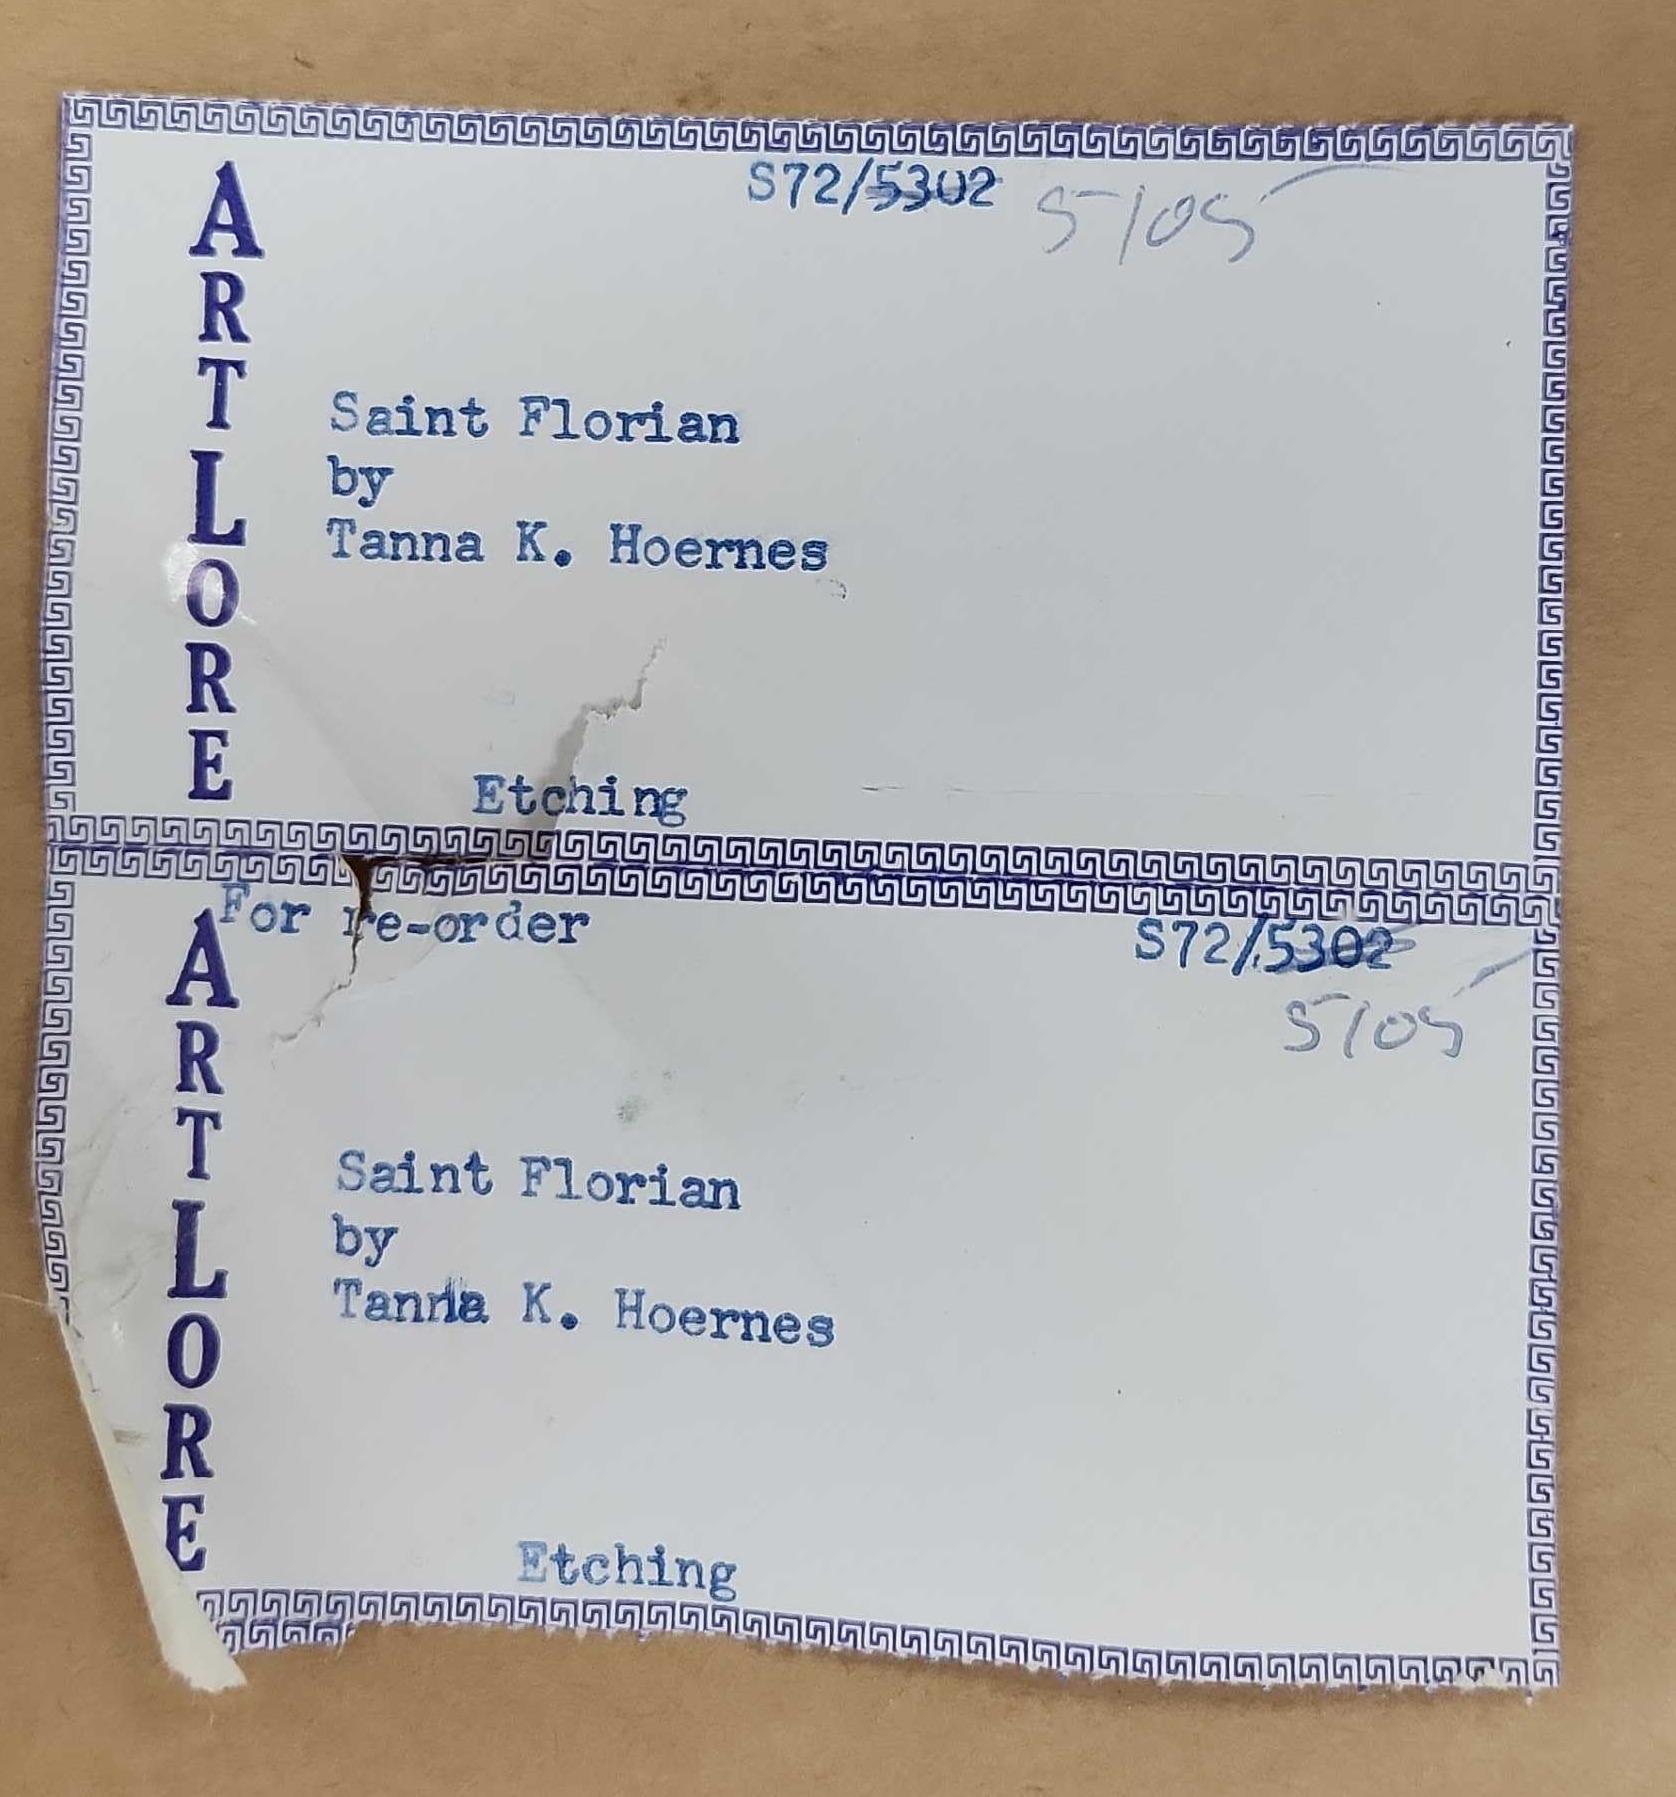 ARTLORE
S72/5302 5105
Saint Florian
by
Tanna K. Hoernes
Etching
ARTLORE
For re-order
S72/5302
5105
Saint Florian
by
Tanna K. Hoernes
Etching